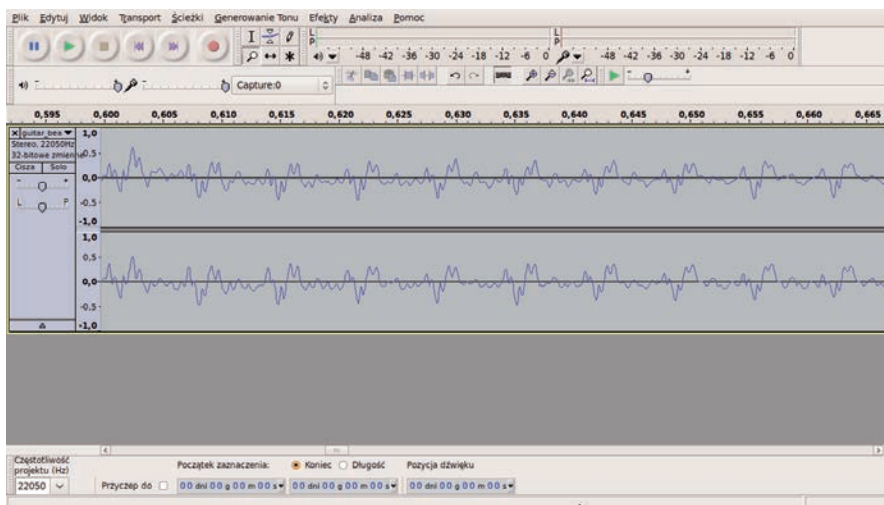 Plik Edytuj Widok Transport Ścieżki Generowanie Tonu Efekty Analiza Pomoc
L
P
-48 -42 -36 -30 -24 -18 -12 -6 0
L
P
-48 -42 -36 -30 -24 -18 -12 -6 0
Capture:0
0,595 0,600 0,605 0,610 0,615 0,620 0,625 0,630 0,635 0,640 0,645 0,650 0,655 0,660 0,665
guitar_bea
Stereo, 22050Hz
32-bitowe zmienn
Cisza Solo
- +
L P
1,0
0,5
0,0
-0,5
-1,0
1,0
0,5
0,0
-0,5
-1,0
Częstotliwość
projektu (Hz)
22050
Początek zaznaczenia: Koniec Długość Pozycja dźwięku
Przyczep do 00 dni 00 g 00 m 00 s 00 dni 00 g 00 m 00 s 00 dni 00 g 00 m 00 s